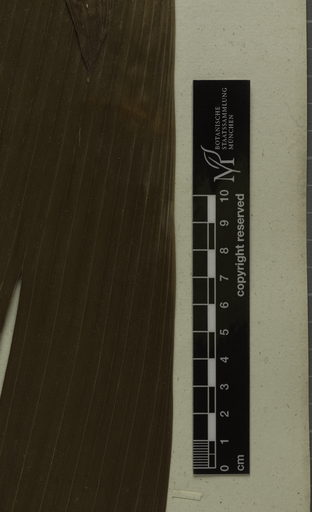 BOTANISCHE
STAATSSAMMLUNG
MÜNCHEN
M
0 1 2 3 4 5 6 7 8 9 10
cm
copyright reserved